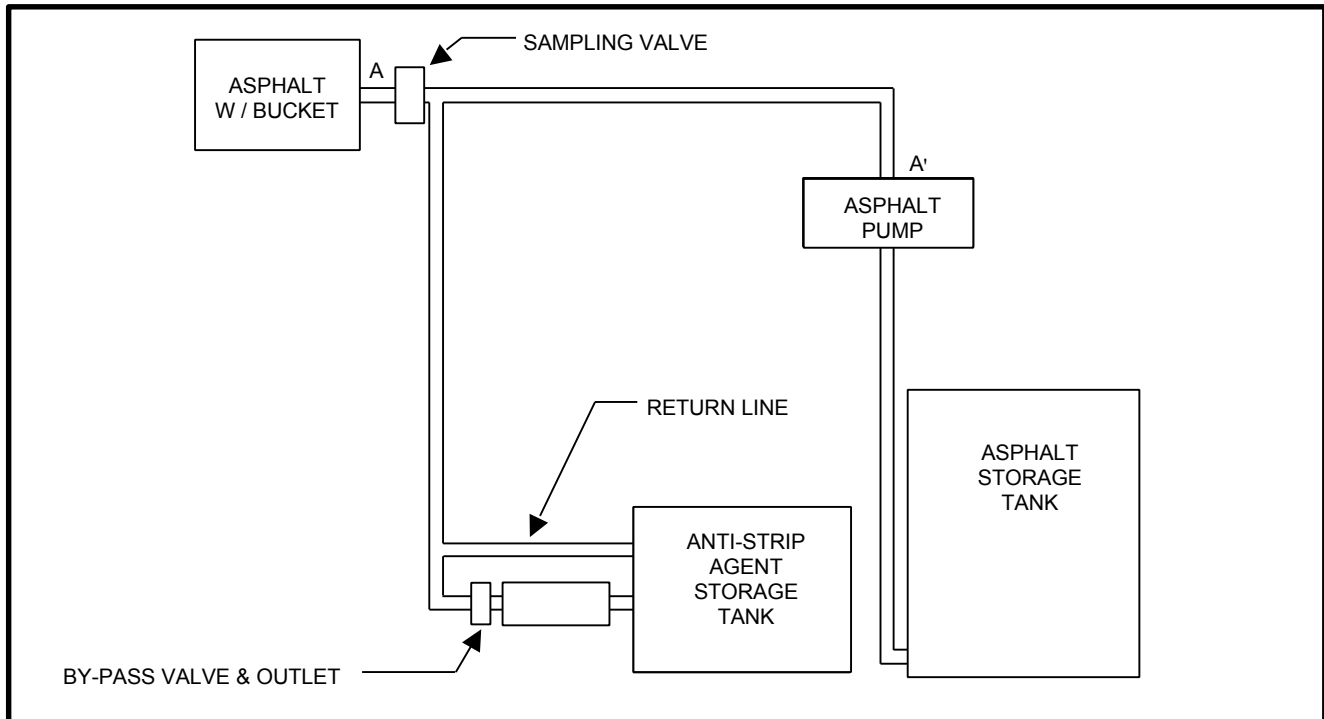 SAMPLING VALVE
A
ASPHALT
W / BUCKET
A'
ASPHALT
PUMP
RETURN LINE
ASPHALT
STORAGE
TANK
ANTI-STRIP
AGENT
STORAGE
TANK
BY-PASS VALVE & OUTLET